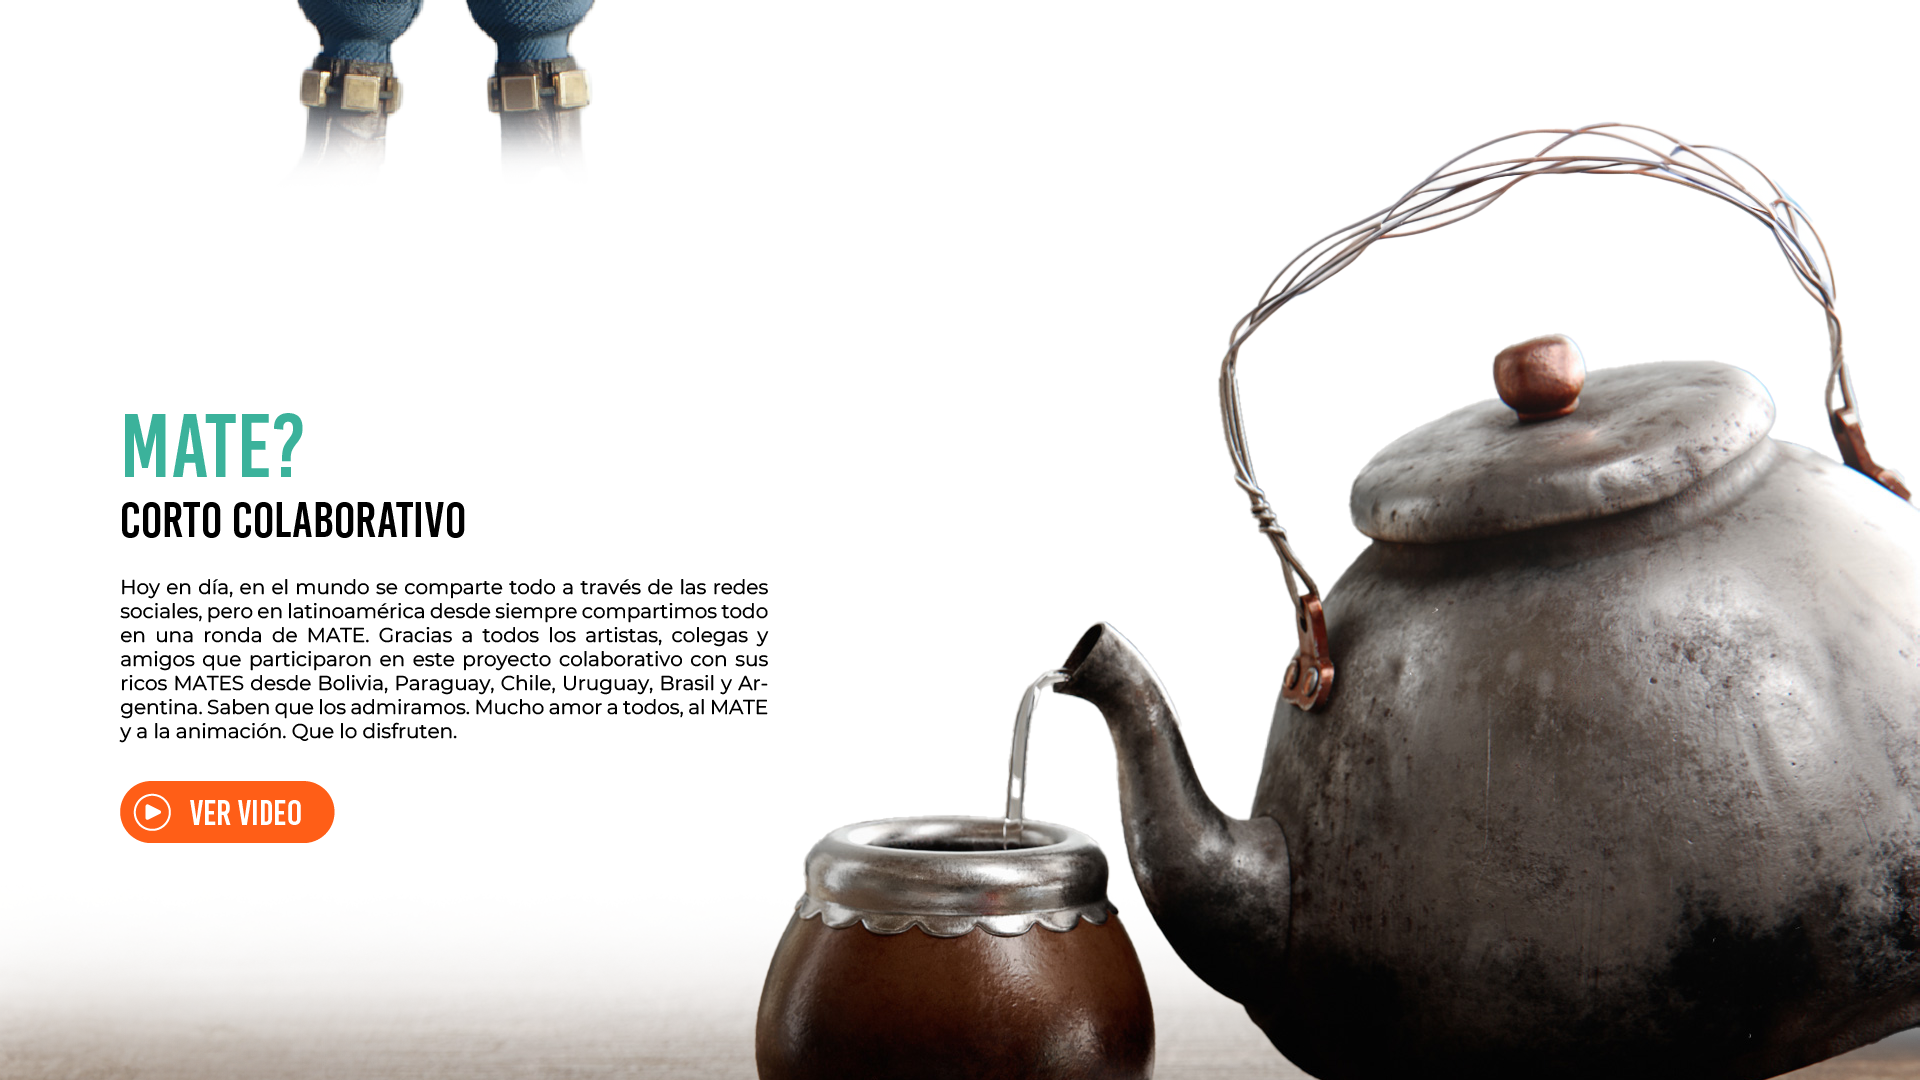 MATE?
CORTO COLABORATIVO
Hoy en día, en el mundo se comparte todo a través de las redes
sociales, pero en latinoamérica desde siempre compartimos todo
en una ronda de MATE. Gracias a todos los artistas, colegas y
amigos que participaron en este proyecto colaborativo con sus
ricos MATES desde Bolivia, Paraguay, Chile, Uruguay, Brasil y Ar-
gentina. Saben que los admiramos. Mucho amor a todos, al MATE
y a la animación. Que lo disfruten.
VER VIDEO